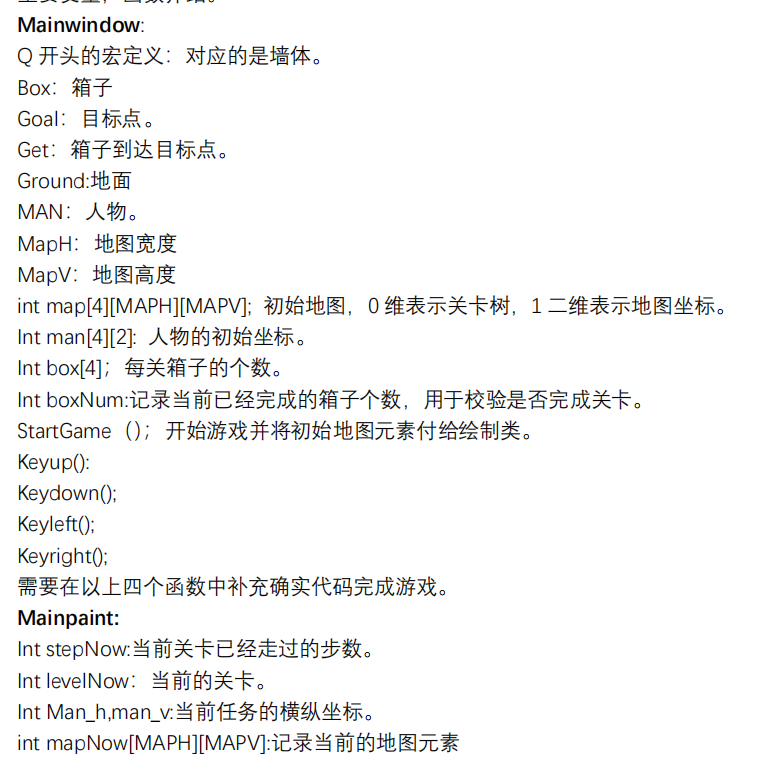 Mainwindow:
Q 开头的宏定义：对应的是墙体。
Box：箱子
Goal：目标点。
Get：箱子到达目标点。
Ground:地面
MAN：人物。
MapH：地图宽度
MapV：地图高度
int map[4][MAPH][MAPV]; 初始地图，0 维表示关卡树，1 二维表示地图坐标。
Int man[4][2]: 人物的初始坐标。
Int box[4]；每关箱子的个数。
Int boxNum:记录当前已经完成的箱子个数，用于校验是否完成关卡。
StartGame（）；开始游戏并将初始地图元素付给绘制类。
Keyup():
Keydown();
Keyleft();
Keyright();
需要在以上四个函数中补充确实代码完成游戏。
Mainpaint:
Int stepNow:当前关卡已经走过的步数。
Int levelNow：当前的关卡。
Int Man_h,man_v:当前任务的横纵坐标。
int mapNow[MAPH][MAPV]:记录当前的地图元素